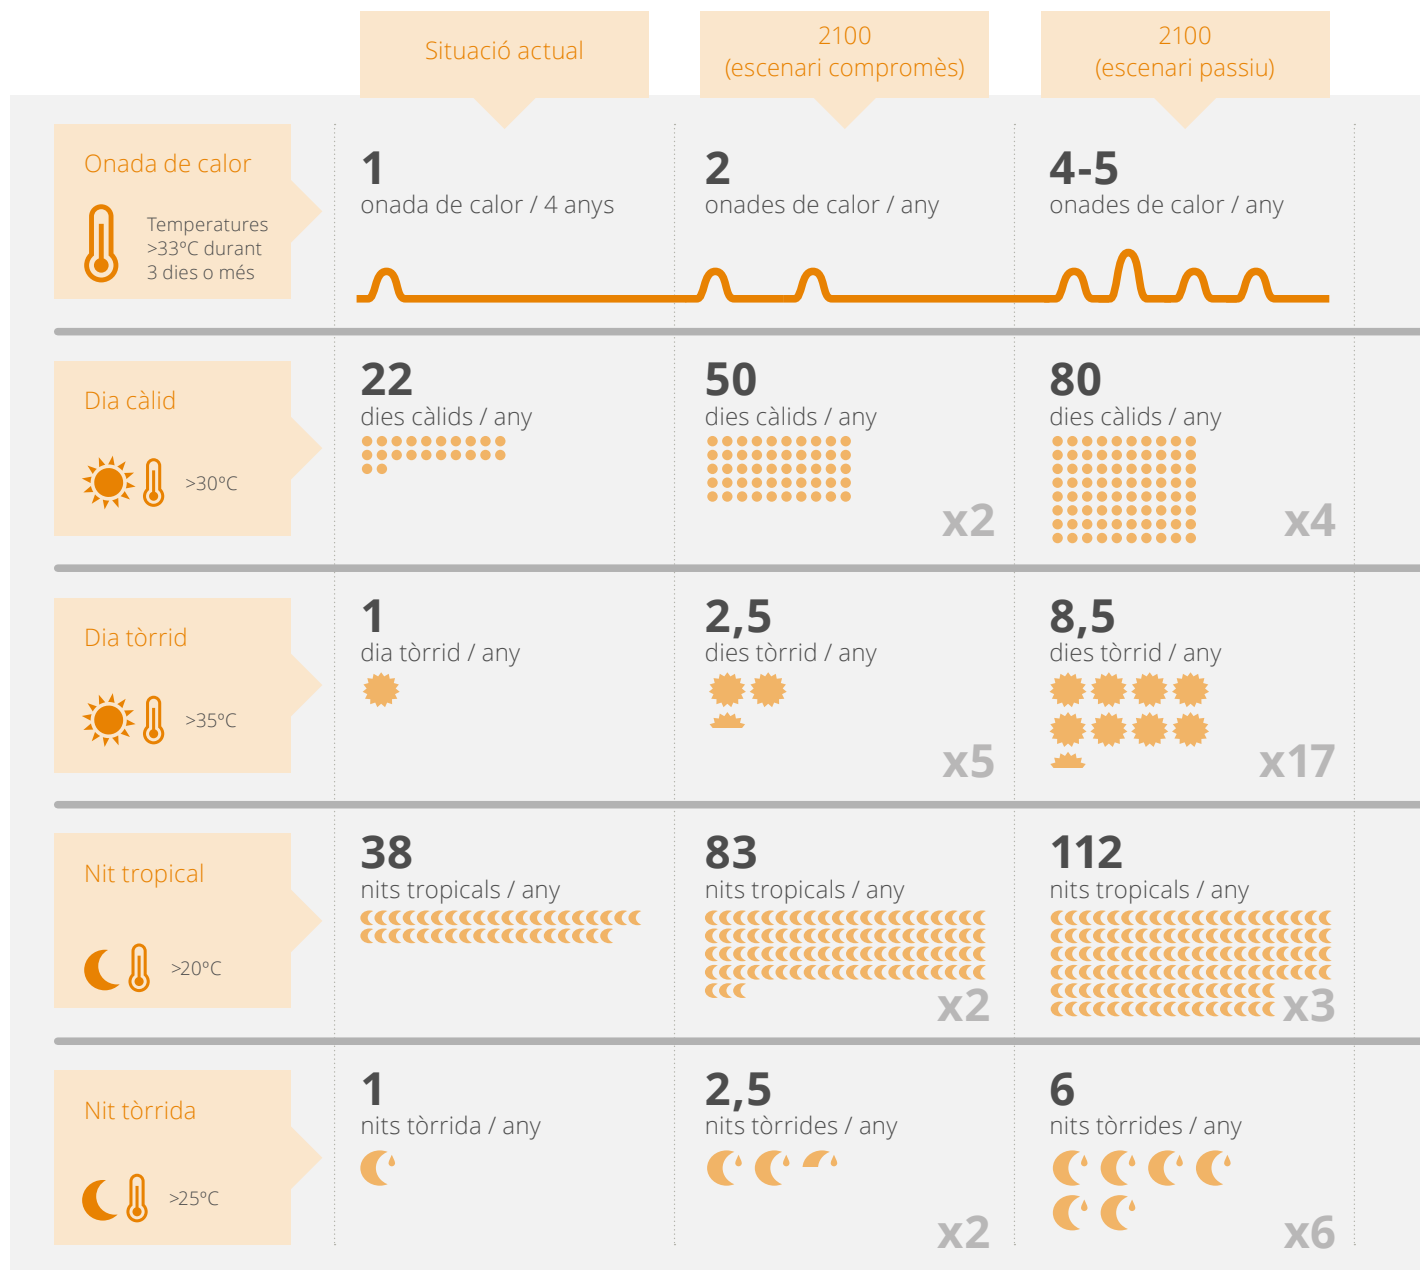 Situació actual
2100
(escenari compromès)
2100
(escenari passiu)
Onada de calor
Temperatures
>33ºC durant
3 dies o més
1
onada de calor / 4 anys
2
onades de calor / any
4-5
onades de calor / any
Dia càlid
>30ºC
22
dies càlids / any
50
dies càlids / any
x2
80
dies càlids / any
x4
Dia tòrrid
>35ºC
1
dia tòrrid / any
2,5
dies tòrrid / any
x5
8,5
dies tòrrid / any
x17
Nit tropical
>20ºC
38
nits tropicals / any
83
nits tropicals / any
x2
112
nits tropicals / any
x3
Nit tòrrida
>25ºC
1
nits tòrrida / any
2,5
nits tòrrides / any
x2
6
nits tòrrides / any
x6